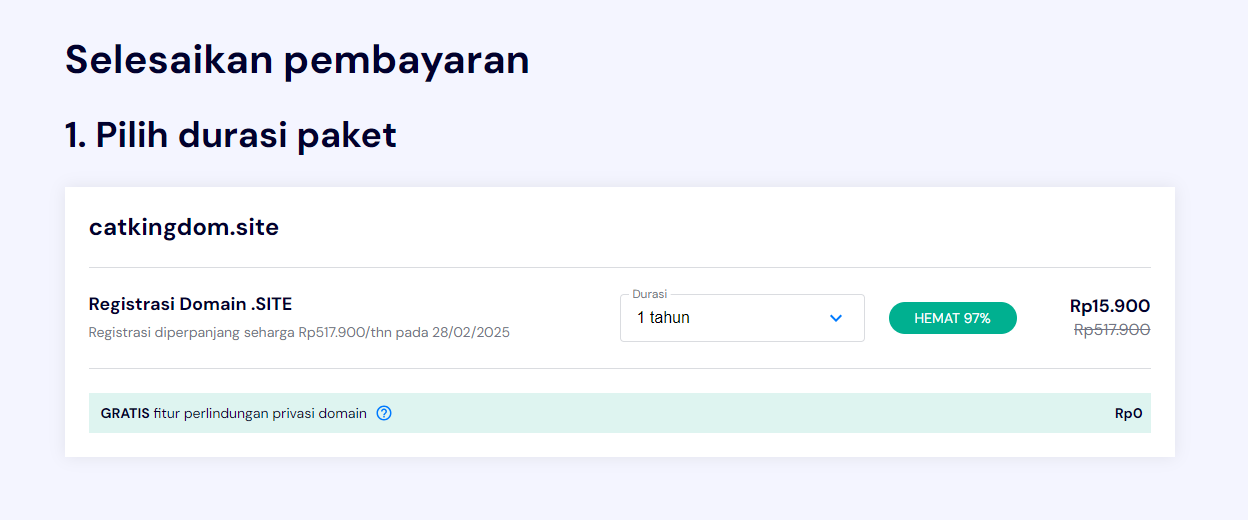 Selesaikan pembayaran
1. Pilih durasi paket
catkingdom.site
Registrasi Domain .SITE
Registrasi diperpanjang seharga Rp517.900/thn pada 28/02/2025
Durasi
1 tahun
HEMAT 97%
Rp15.900
Rp517.900
GRATIS fitur perlindungan privasi domain ?
Rp0